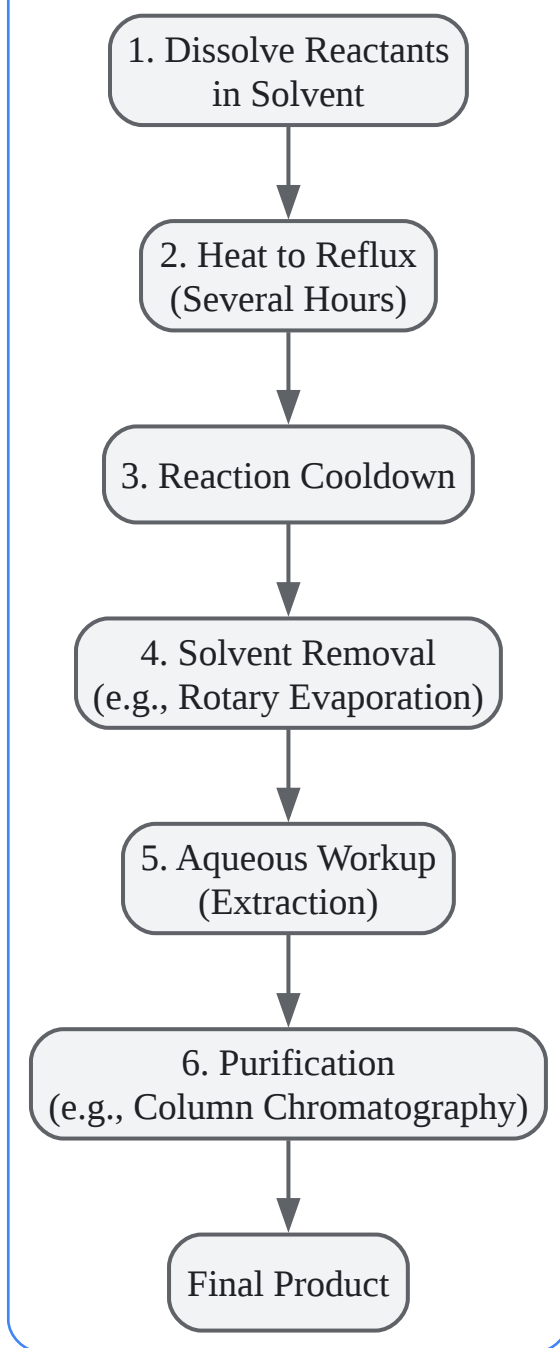 1. Dissolve Reactants
in Solvent
2. Heat to Reflux
(Several Hours)
3. Reaction Cooldown
4. Solvent Removal
(e.g., Rotary Evaporation)
5. Aqueous Workup
(Extraction)
6. Purification
(e.g., Column Chromatography)
Final Product